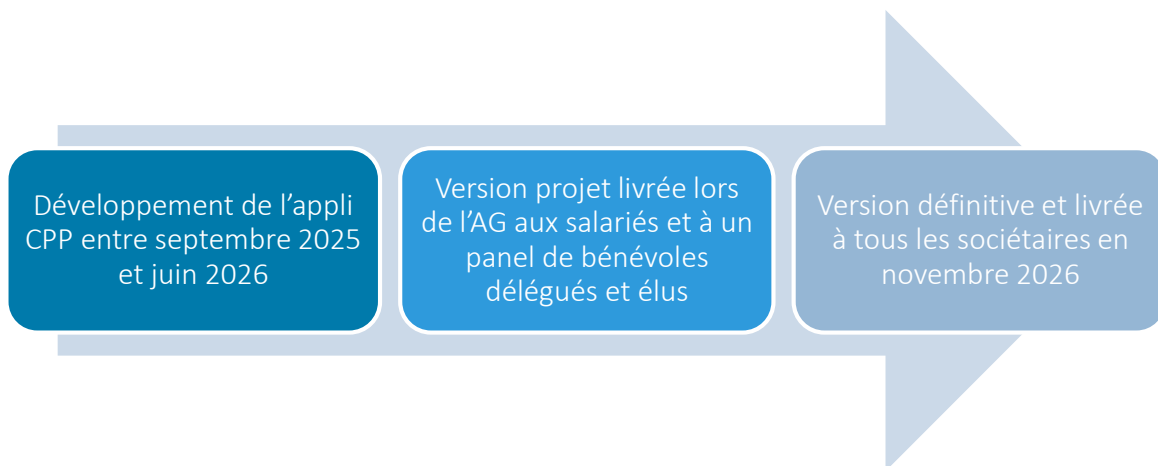 Développement de l’appli
CPP entre septembre 2025
et juin 2026
Version projet livrée lors
de l’AG aux salariés et à un
panel de bénévoles
délégués et élus
Version définitive et livrée
à tous les sociétaires en
novembre 2026